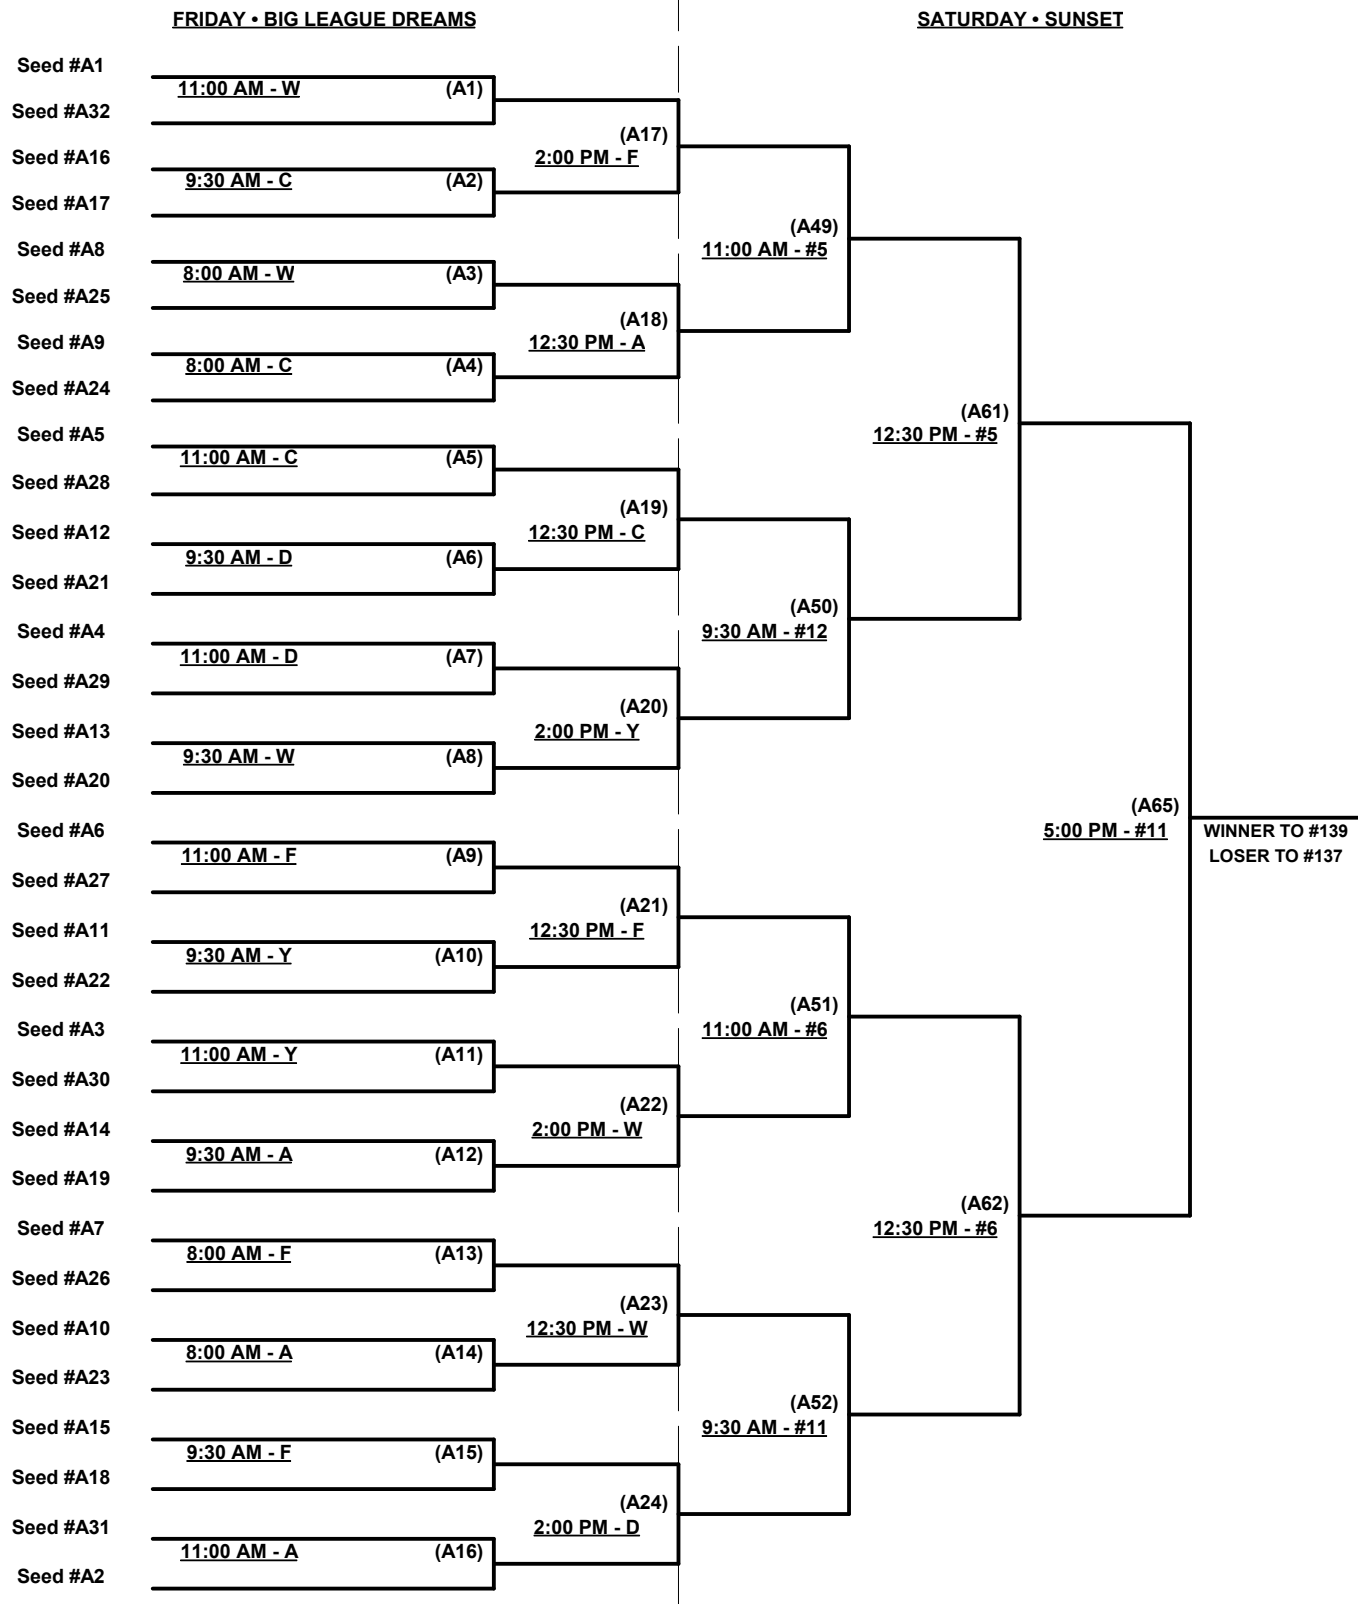 FRIDAY • BIG LEAGUE DREAMS
SATURDAY • SUNSET
Seed #A1
11:00 AM - W (A1)
Seed #A32
(A17)
2:00 PM - F
Seed #A16
9:30 AM - C (A2)
Seed #A17
(A49)
11:00 AM - #5
Seed #A8
8:00 AM - W (A3)
Seed #A25
(A18)
12:30 PM - A
Seed #A9
8:00 AM - C (A4)
Seed #A24
(A61)
12:30 PM - #5
Seed #A5
11:00 AM - C (A5)
Seed #A28
(A19)
12:30 PM - C
Seed #A12
9:30 AM - D (A6)
Seed #A21
(A50)
9:30 AM - #12
Seed #A4
11:00 AM - D (A7)
Seed #A29
(A20)
2:00 PM - Y
Seed #A13
9:30 AM - W (A8)
Seed #A20
(A65)
5:00 PM - #11
WINNER TO #139
LOSER TO #137
Seed #A6
11:00 AM - F (A9)
Seed #A27
(A21)
12:30 PM - F
Seed #A11
9:30 AM - Y (A10)
Seed #A22
(A51)
11:00 AM - #6
Seed #A3
11:00 AM - Y (A11)
Seed #A30
(A22)
2:00 PM - W
Seed #A14
9:30 AM - A (A12)
Seed #A19
(A62)
12:30 PM - #6
Seed #A7
8:00 AM - F (A13)
Seed #A26
(A23)
12:30 PM - W
Seed #A10
8:00 AM - A (A14)
Seed #A23
(A52)
9:30 AM - #11
Seed #A15
9:30 AM - F (A15)
Seed #A18
(A24)
2:00 PM - D
Seed #A31
11:00 AM - A (A16)
Seed #A2